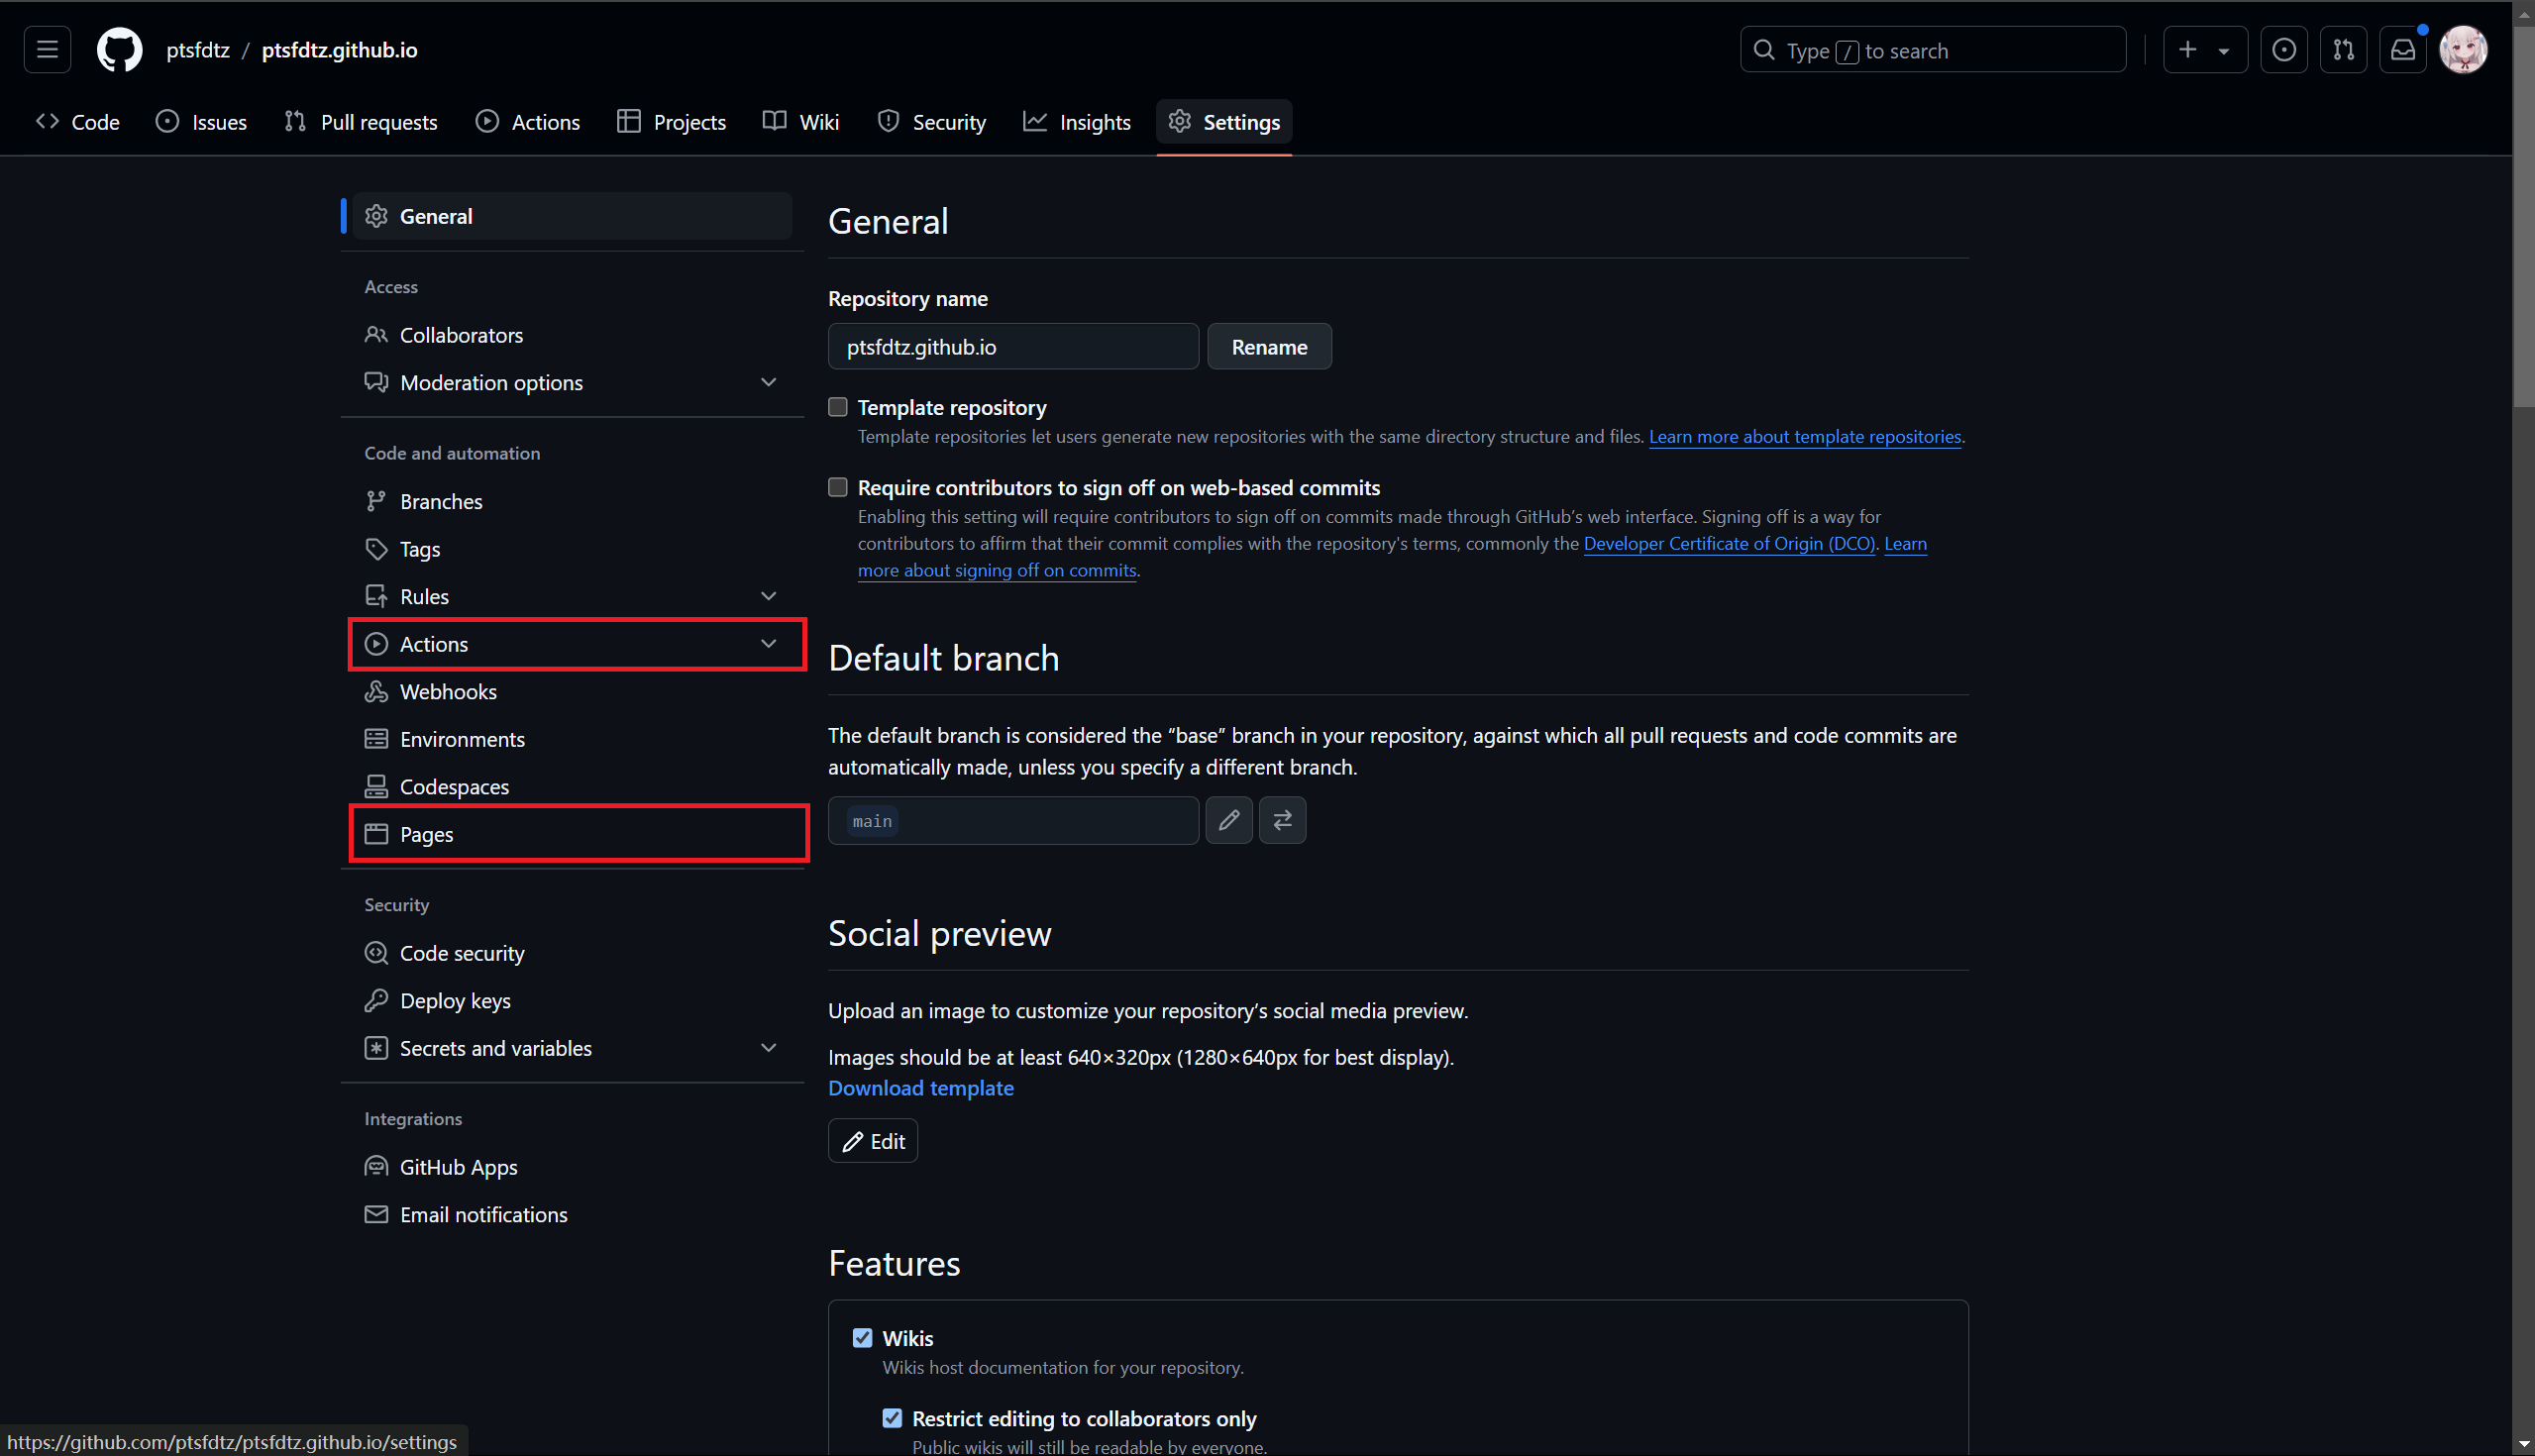 ptsfdtz / ptsfdtz.github.io
Type / to search
Code
Issues
Pull requests
Actions
Projects
Wiki
Security
Insights
Settings
General
Access
Collaborators
Moderation options
Code and automation
Branches
Tags
Rules
Actions
Webhooks
Environments
Codespaces
Pages
Security
Code security
Deploy keys
Secrets and variables
Integrations
GitHub Apps
Email notifications
General
Repository name
ptsfdtz.github.io
Rename
Template repository
Template repositories let users generate new repositories with the same directory structure and files. Learn more about template repositories.
Require contributors to sign off on web-based commits
Enabling this setting will require contributors to sign off on commits made through GitHub’s web interface. Signing off is a way for
contributors to affirm that their commit complies with the repository's terms, commonly the Developer Certificate of Origin (DCO). Learn
more about signing off on commits.
Default branch
The default branch is considered the “base” branch in your repository, against which all pull requests and code commits are
automatically made, unless you specify a different branch.
main
Social preview
Upload an image to customize your repository’s social media preview.
Images should be at least 640×320px (1280×640px for best display).
Download template
Edit
Features
Wikis
Wikis host documentation for your repository.
Restrict editing to collaborators only
Public wikis will still be readable by everyone.
https://github.com/ptsfdtz/ptsfdtz.github.io/settings